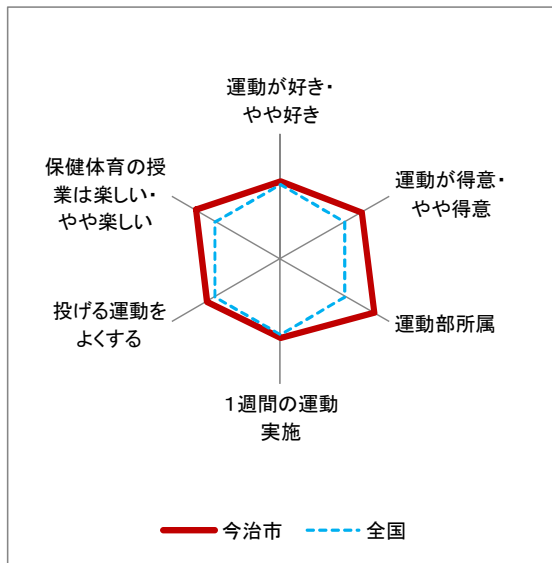 運動が好き・
やや好き
運動が得意・
やや得意
運動部所属
1週間の運動
実施
投げる運動を
よくする
保健体育の授
業は楽しい・
やや楽しい
今治市
全国